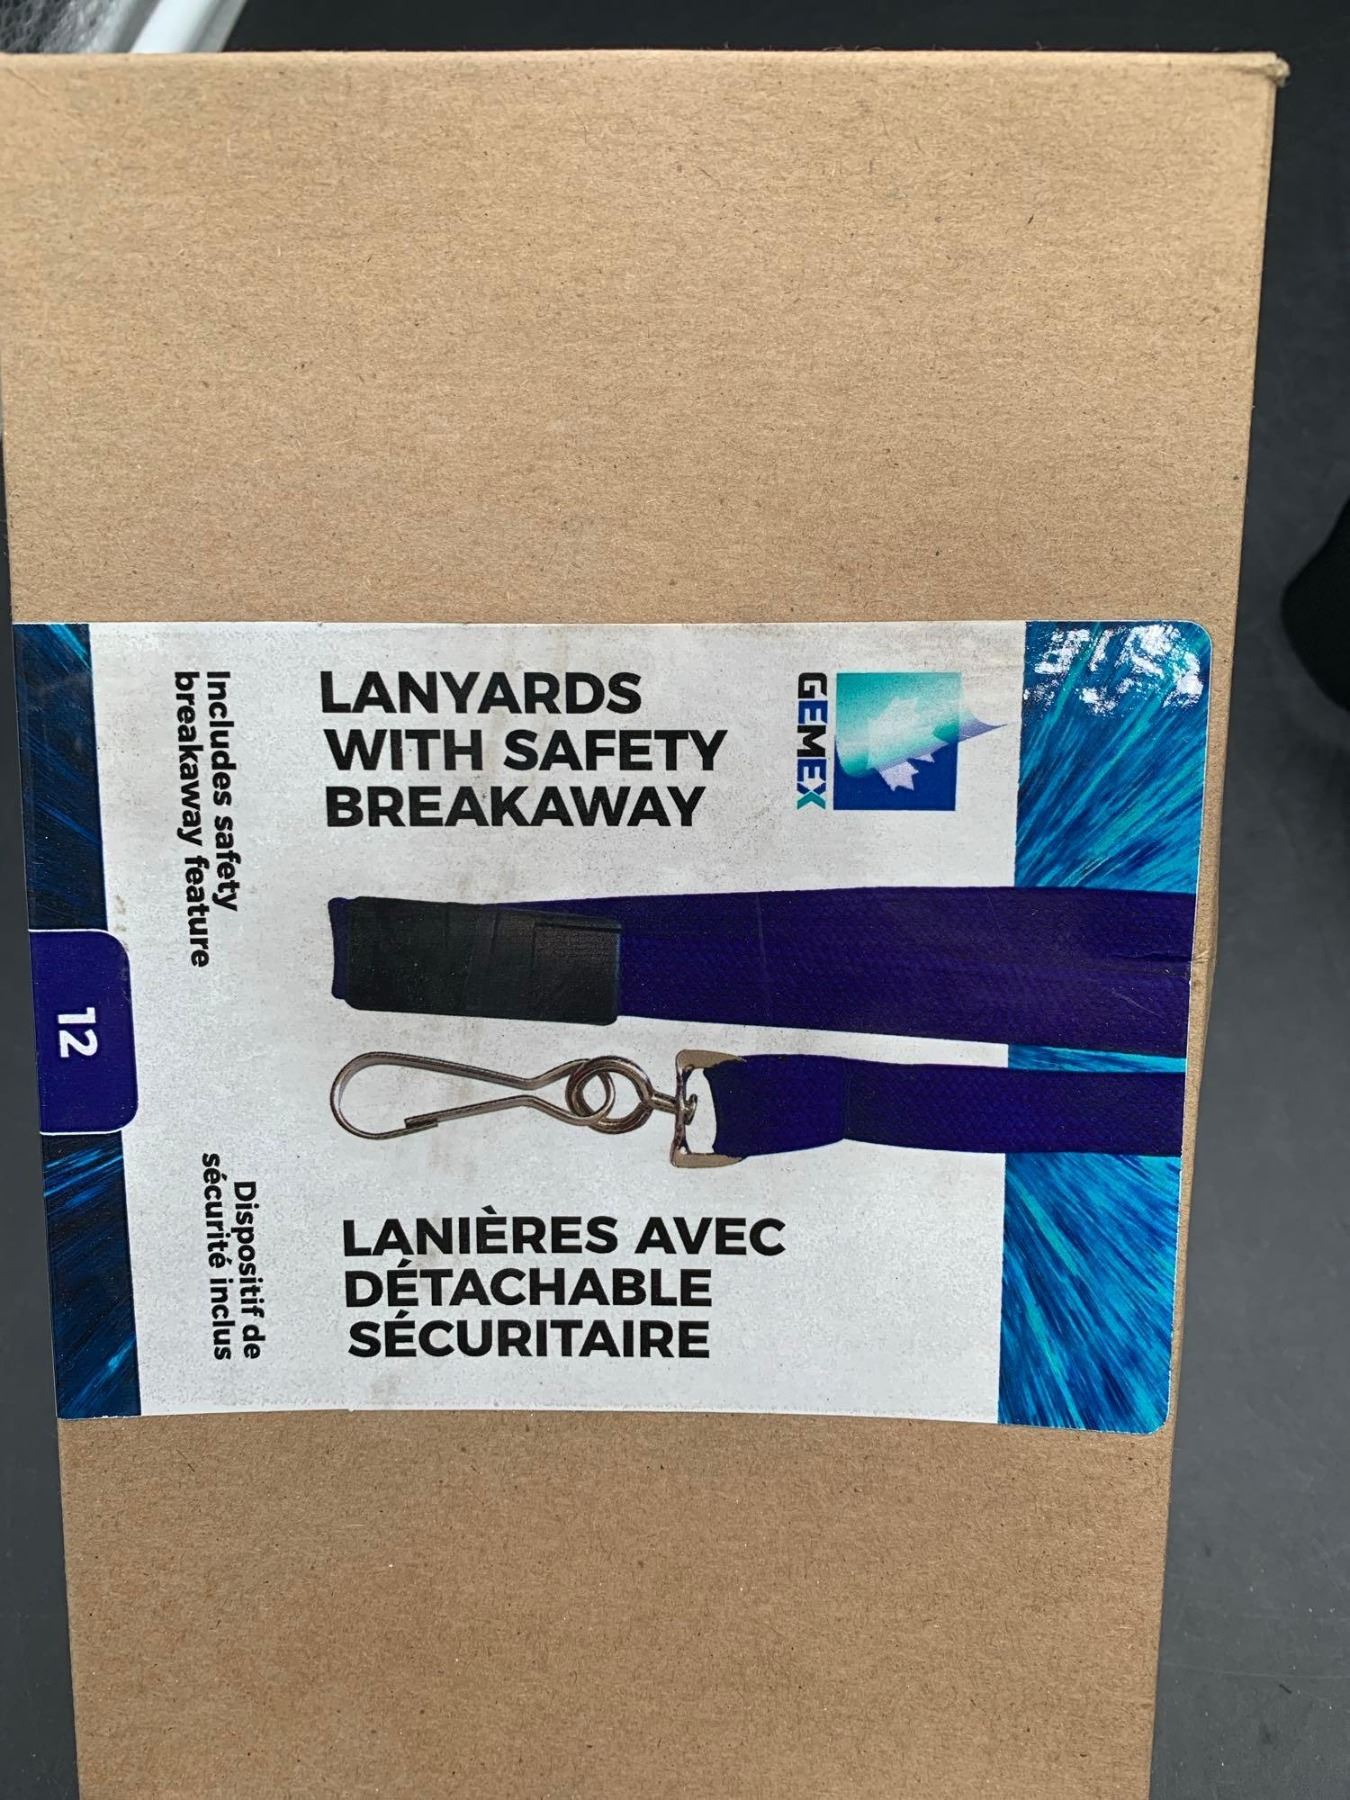 GEMEX
LANYARDS
WITH SAFETY
BREAKAWAY
LANIÈRES AVEC
DÉTACHABLE
SÉCURITAIRE
Includes safety
breakaway feature
Dispositif de
sécurité inclus
12